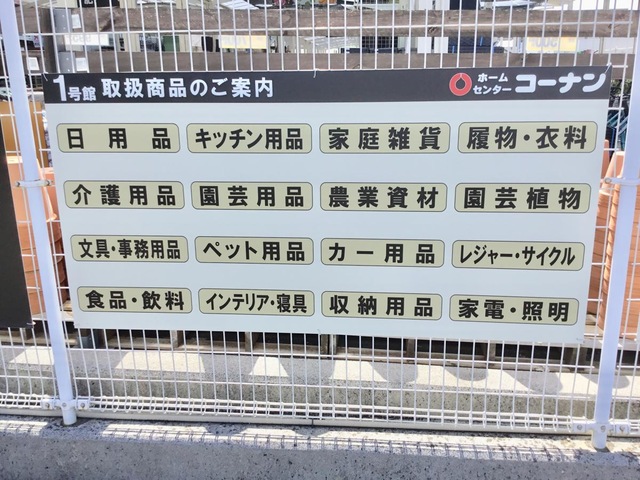 1号館 取扱商品のご案内
ホームセンター コーナン
日用品 キッチン用品 家庭雑貨 履物・衣料
介護用品 園芸用品 農業資材 園芸植物
文具・事務用品 ペット用品 カー用品 レジャー・サイクル
食品・飲料 インテリア・寝具 収納用品 家電・照明